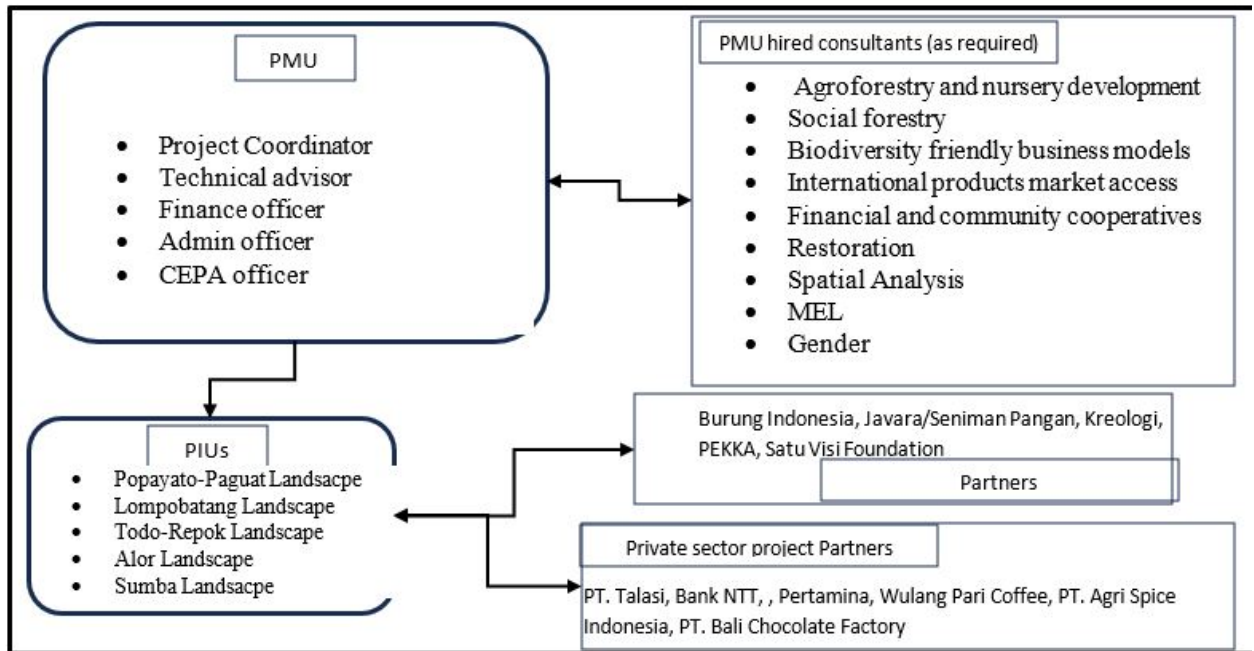 PMU
• Project Coordinator
• Technical advisor
• Finance officer
• Admin officer
• CEPA officer
PMU hired consultants (as required)
• Agroforestry and nursery development
• Social forestry
• Biodiversity friendly business models
• International products market access
• Financial and community cooperatives
• Restoration
• Spatial Analysis
• MEL
• Gender
PIUs
• Popayato-Paguat Landsacpe
• Lompobatang Landscape
• Todo-Repok Landscape
• Alor Landscape
• Sumba Landsacpe
Burung Indonesia, Javara/Seniman Pangan, Kreologi,
PEKKA, Satu Visi Foundation
Partners
Private sector project Partners
PT. Talasi, Bank NTT, , Pertamina, Wulang Pari Coffee, PT. Agri Spice
Indonesia, PT. Bali Chocolate Factory